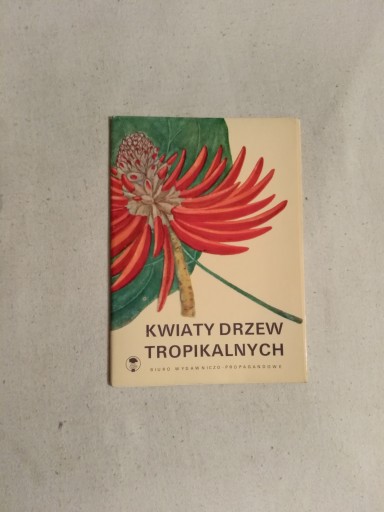 KWIATY DRZEW
TROPIKALNYCH
BIURO WYDAWNICZO-PROPAGANDOWE